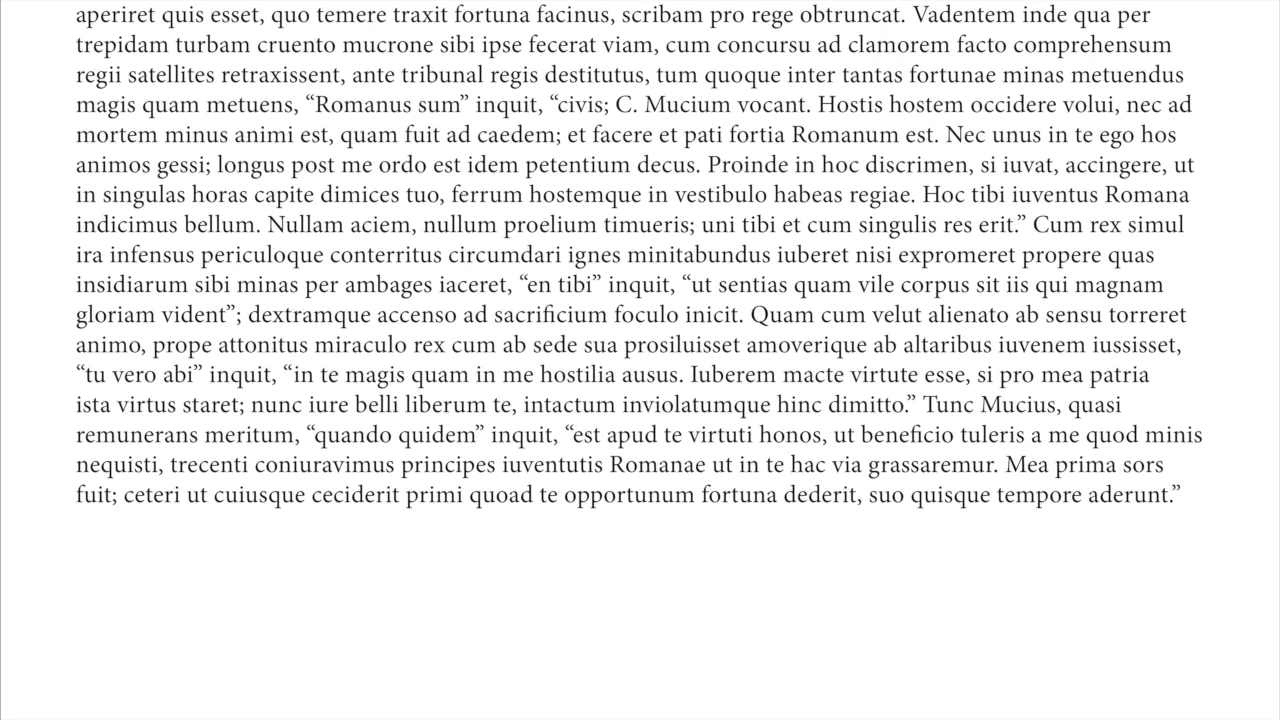 aperiret quis esset, quo temere traxit fortuna facinus, scribam pro rege obtruncat. Vadentem inde qua per
trepidam turbam cruento mucrone sibi ipse fecerat viam, cum concursu ad clamorem facto comprehensum
regii satellites retraxissent, ante tribunal regis destitutus, tum quoque inter tantas fortunae minas metuendus
magis quam metuens, “Romanus sum” inquit, “civis; C. Mucium vocant. Hostis hostem occidere volui, nec ad
mortem minus animi est, quam fuit ad caedem; et facere et pati fortia Romanum est. Nec unus in te ego hos
animos gessi; longus post me ordo est idem petentium decus. Proinde in hoc discrimen, si iuvat, accingere, ut
in singulas horas capite dimices tuo, ferrum hostemque in vestibulo habeas regiae. Hoc tibi iuventus Romana
indicimus bellum. Nullam aciem, nullum proelium timueris; uni tibi et cum singulis res erit.” Cum rex simul
ira infensus periculoque conterritus circumdari ignes minitabundus iuberet nisi expromeret propere quas
insidiarum sibi minas per ambages iaceret, “en tibi” inquit, “ut sentias quam vile corpus sit iis qui magnam
gloriam vident”; dextramque accenso ad sacrificium foculo inicit. Quam cum velut alienato ab sensu torreret
animo, prope attonitus miraculo rex cum ab sede sua prosiluisset amoverique ab altaribus iuvenem iussisset,
“tu vero abi” inquit, “in te magis quam in me hostilia ausus. Iuberem macte virtute esse, si pro mea patria
ista virtus staret; nunc iure belli liberum te, intactum inviolatumque hinc dimitto.” Tunc Mucius, quasi
remunerans meritum, “quando quidem” inquit, “est apud te virtuti honos, ut beneficio tuleris a me quod minis
nequisti, trecenti coniuravimus principes iuventutis Romanae ut in te hac via grassaremur. Mea prima sors
fuit; ceteri ut cuiusque ceciderit primi quoad te opportunum fortuna dederit, suo quisque tempore aderunt.”